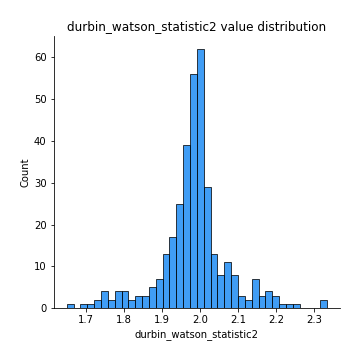 durbin_watson_statistic2 value distribution
60
50
40
30
20
10
0
Count
1.7 1.8 1.9 2.0 2.1 2.2 2.3
durbin_watson_statistic2